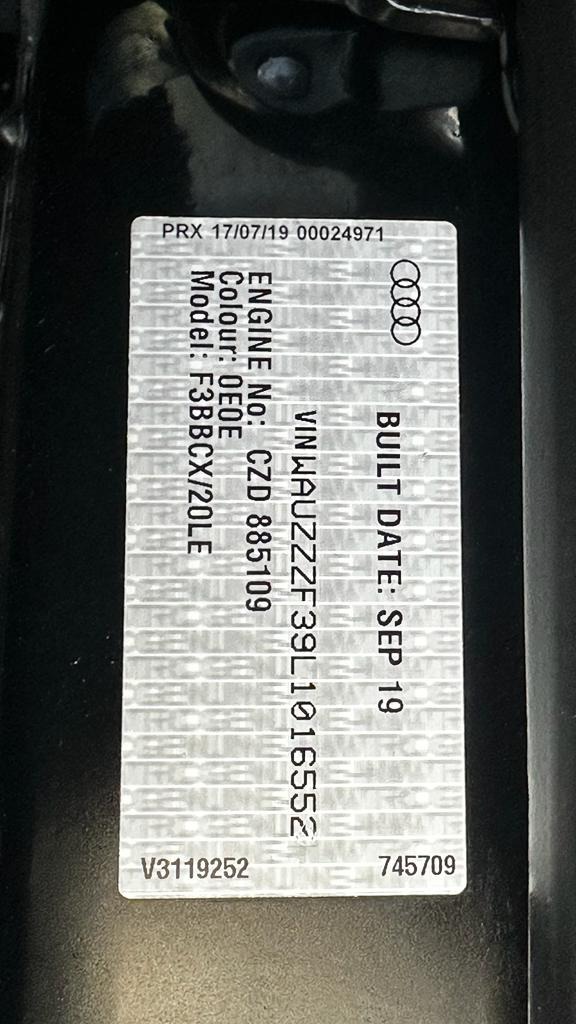 PRX 17/07/19 00024971
BUILT DATE: SEP 19
VIN WAUZZZF39L1016552
ENGINE No: CZD 885109
Colour: 0E0E
Model: F3BBCX/20LE
V3119252
745709